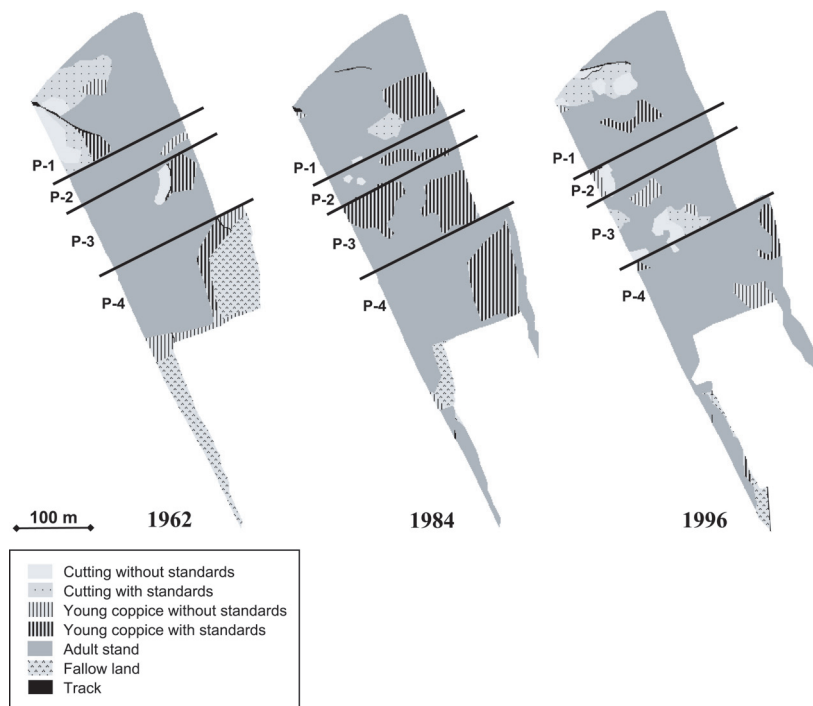 P-1
P-2
P-3
P-4
P-1
P-2
P-3
P-4
P-1
P-2
P-3
P-4
100 m
1962
1984
1996
Cutting without standards
Cutting with standards
Young coppice without standards
Young coppice with standards
Adult stand
Fallow land
Track